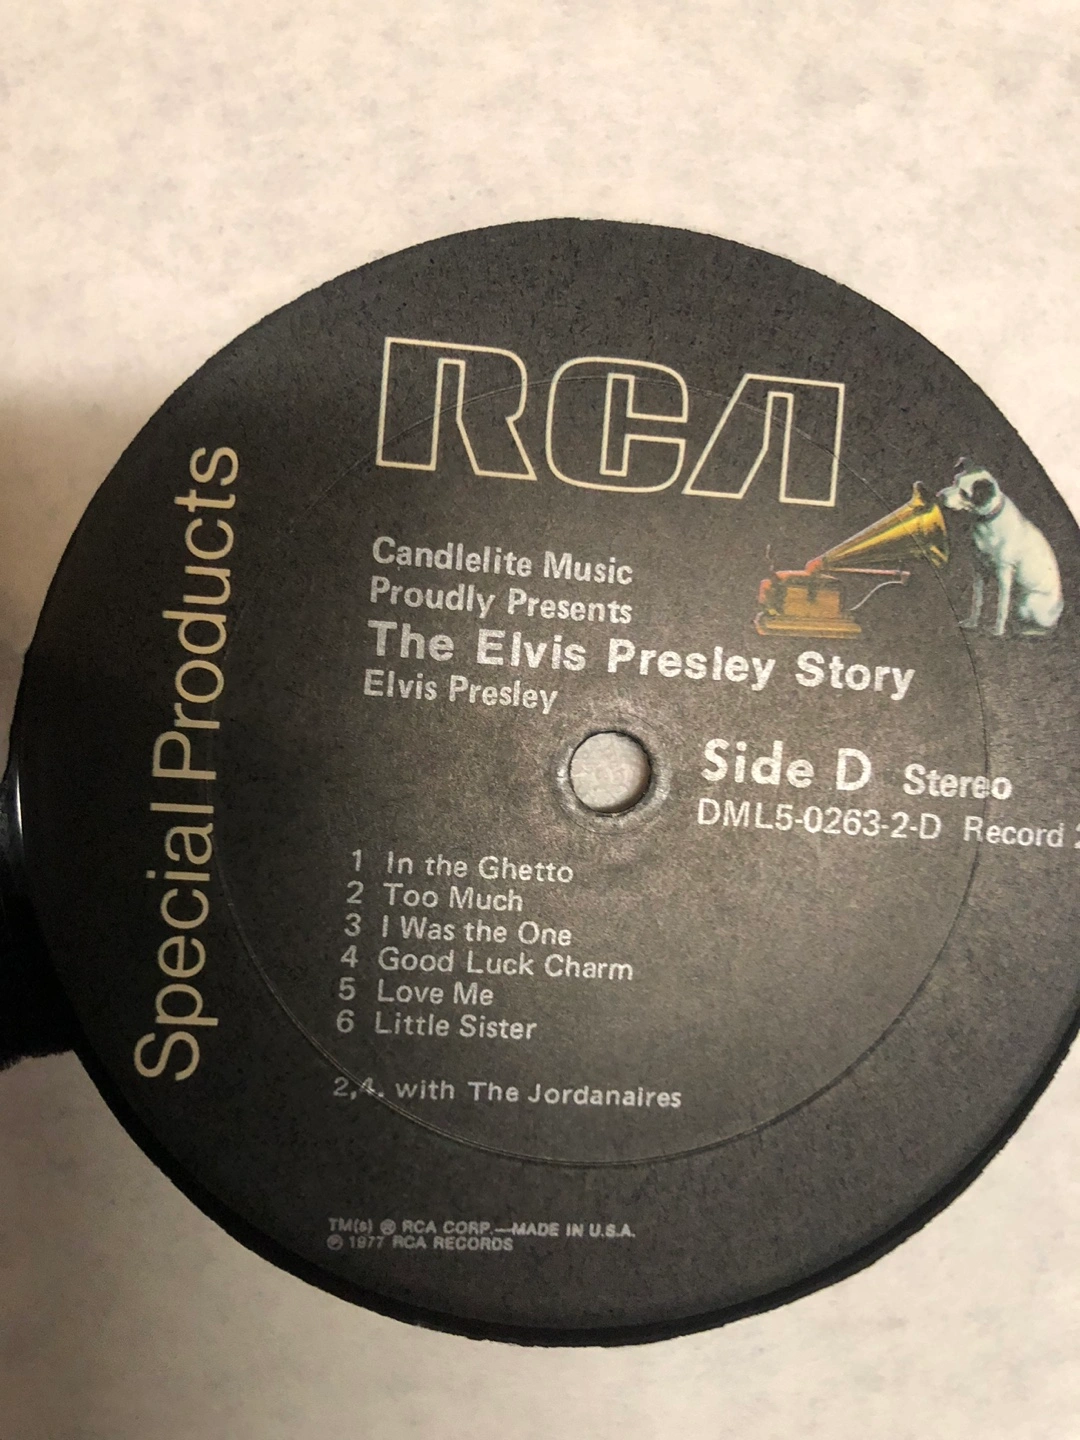 RCA
Special Products
Candlelite Music
Proudly Presents
The Elvis Presley Story
Elvis Presley
Side D Stereo
DML5-0263-2-D Record 2
1 In the Ghetto
2 Too Much
3 I Was the One
4 Good Luck Charm
5 Love Me
6 Little Sister
2,4. with The Jordanaires
TM(s) ® RCA CORP.—MADE IN U.S.A.
℗ 1977 RCA RECORDS